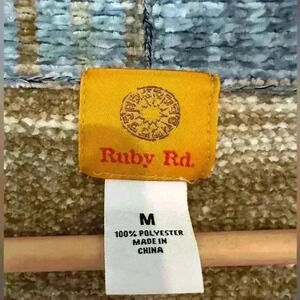 Ruby Rd.
M
100% POLYESTER
MADE IN
CHINA